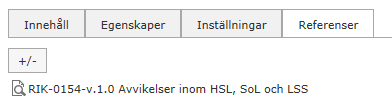 Innehåll Egenskaper Inställningar Referenser
+/-
RIK-0154-v.1.0 Avvikelser inom HSL, SoL och LSS